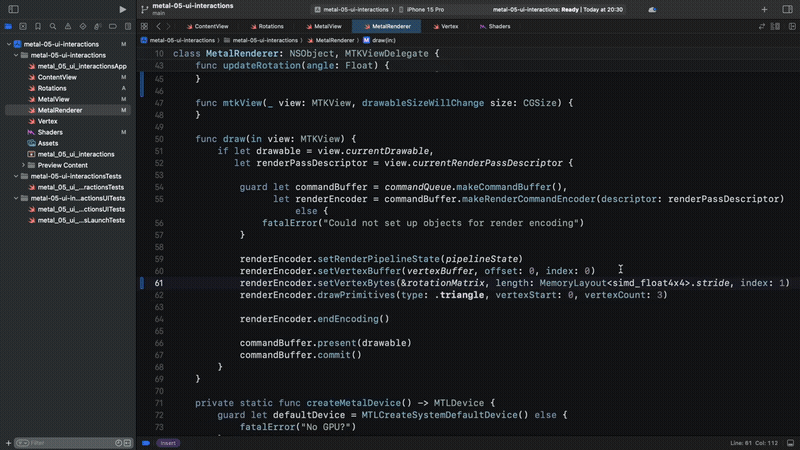 metal-05-ui-interactions
main
metal-05-ui-interactions
iPhone 15 Pro
metal-05-ui-interactions: Ready | Today at 20:30
ContentView
Rotations
MetalView
MetalRenderer
Vertex
Shaders
metal-05-ui-interactions
metal-05-ui-interactions
MetalRenderer
draw(in:)
metal-05-ui-interactions M
metal-05-ui-interactions
metal_05_ui_interactionsApp
ContentView M
Rotations A
MetalView M
MetalRenderer M
Vertex
Shaders M
Assets
metal_05_ui_interactions
Preview Content
metal-05-ui-interactionsTests
metal_05_ui_...ractionsTests
metal-05-ui-in...actionsUITests
metal_05_ui_...actionsUITests
metal_05_ui_...sLaunchTests
10 class MetalRenderer: NSObject, MTKViewDelegate {
43 func updateRotation(angle: Float) {
45 }
46
47 func mtkView(_ view: MTKView, drawableSizeWillChange size: CGSize) {
48 }
49
50 func draw(in view: MTKView) {
51 if let drawable = view.currentDrawable,
52 let renderPassDescriptor = view.currentRenderPassDescriptor {
53
54 guard let commandBuffer = commandQueue.makeCommandBuffer(),
55 let renderEncoder = commandBuffer.makeRenderCommandEncoder(descriptor: renderPassDescriptor)
else {
56 fatalError("Could not set up objects for render encoding")
57 }
58
59 renderEncoder.setRenderPipelineState(pipelineState)
60 renderEncoder.setVertexBuffer(vertexBuffer, offset: 0, index: 0)
61 renderEncoder.setVertexBytes(&rotationMatrix, length: MemoryLayout<simd_float4x4>.stride, index: 1)
62 renderEncoder.drawPrimitives(type: .triangle, vertexStart: 0, vertexCount: 3)
63
64 renderEncoder.endEncoding()
65
66 commandBuffer.present(drawable)
67 commandBuffer.commit()
68 }
69 }
70
71 private static func createMetalDevice() -> MTLDevice {
72 guard let defaultDevice = MTLCreateSystemDefaultDevice() else {
73 fatalError("No GPU?")
Filter
insert
Line: 61 Col: 112